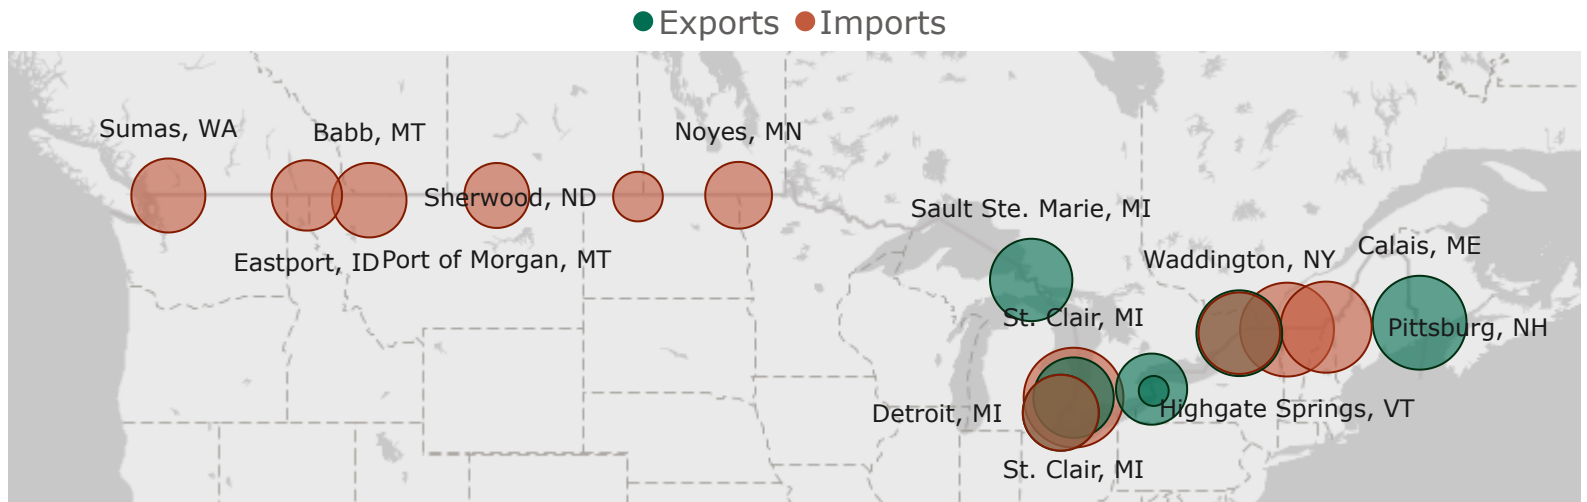 Exports Imports
Sumas, WA
Babb, MT
Noyes, MN
Sherwood, ND
Eastport, ID
Port of Morgan, MT
Sault Ste. Marie, MI
Waddington, NY
Calais, ME
St. Clair, MI
Pittsburg, NH
Detroit, MI
Highgate Springs, VT
St. Clair, MI